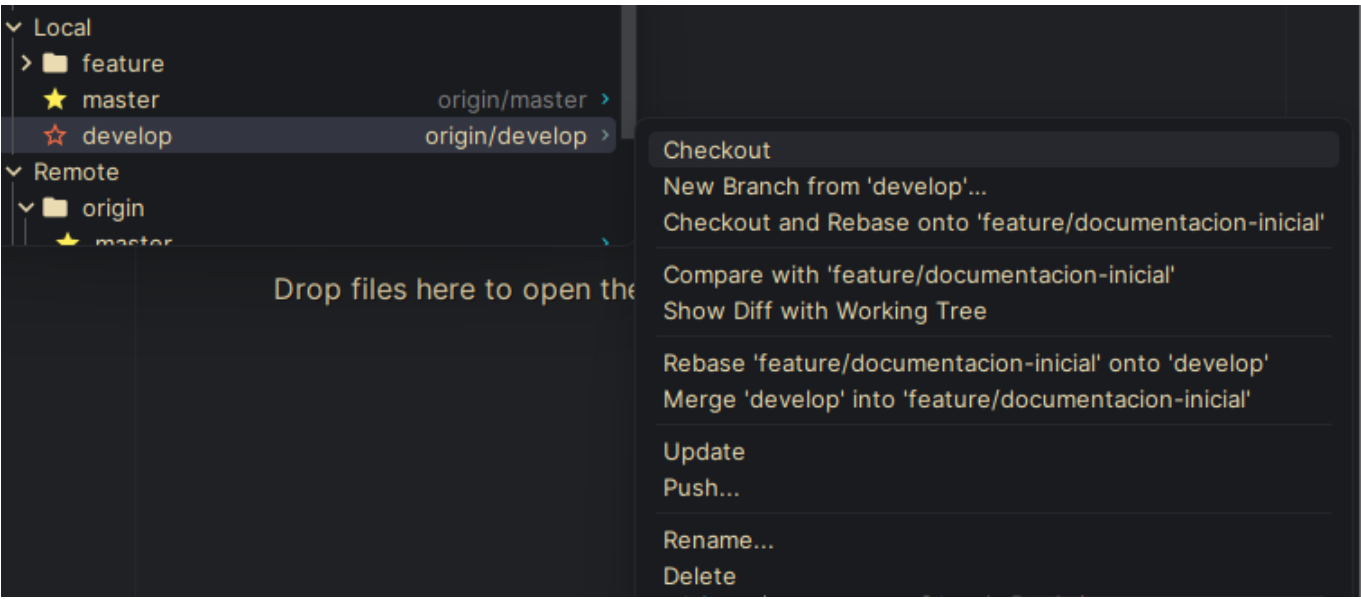 Local
feature
master origin/master
develop origin/develop
Remote
origin
master
Drop files here to open the
Checkout
New Branch from 'develop'...
Checkout and Rebase onto 'feature/documentacion-inicial'
Compare with 'feature/documentacion-inicial'
Show Diff with Working Tree
Rebase 'feature/documentacion-inicial' onto 'develop'
Merge 'develop' into 'feature/documentacion-inicial'
Update
Push...
Rename...
Delete